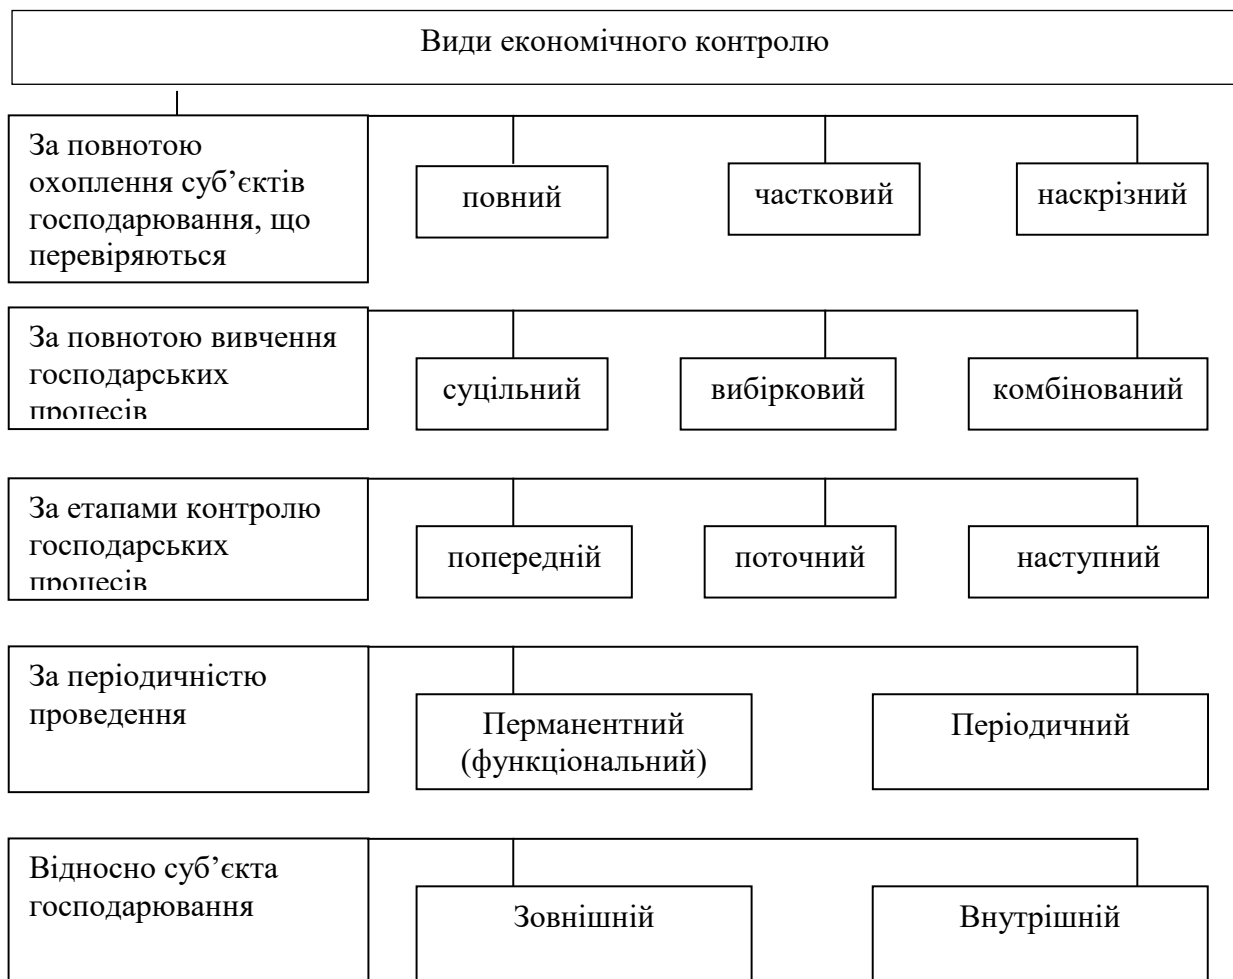 Види економічного контролю
За повнотою
охоплення суб’єктів
господарювання, що
перевіряються
повний
частковий
наскрізний
За повнотою вивчення
господарських
процесів
суцільний
вибірковий
комбінований
За етапами контролю
господарських
процесів
попередній
поточний
наступний
За періодичністю
проведення
Перманентний
(функціональний)
Періодичний
Відносно суб’єкта
господарювання
Зовнішній
Внутрішній